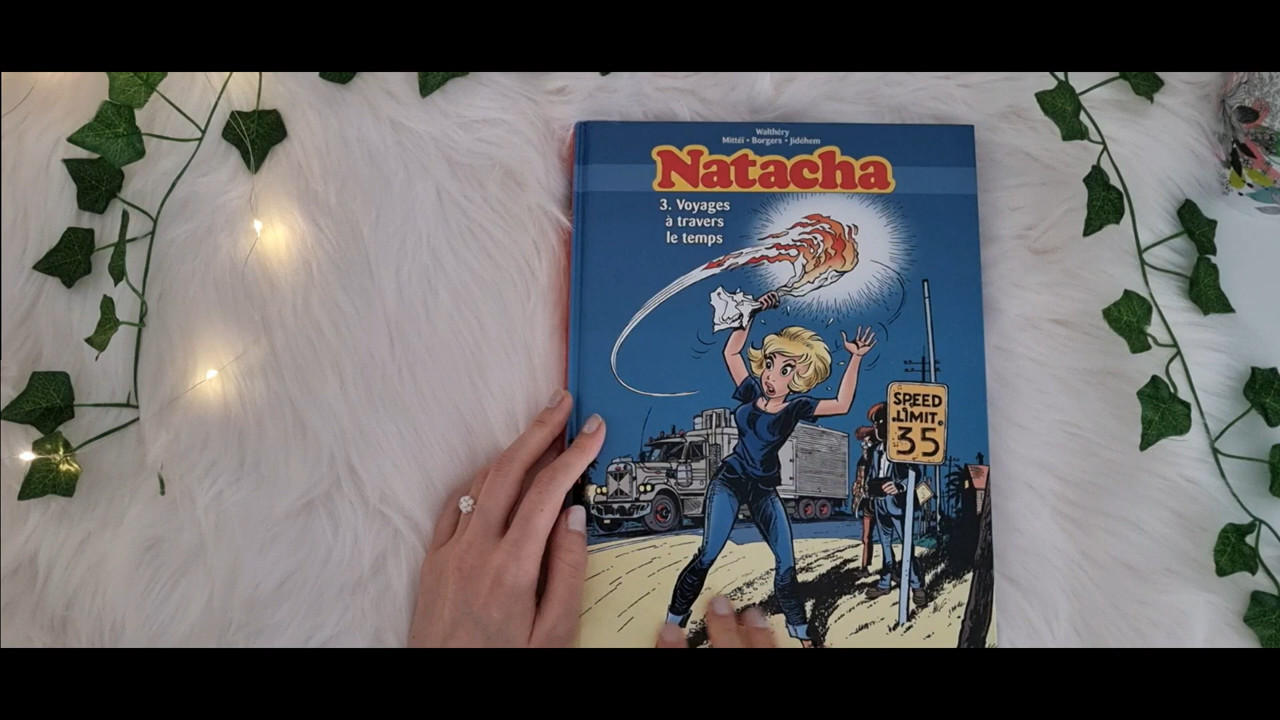 Walthéry
Mittéï • Borgers • Jidéhem
Natacha
3. Voyages
à travers
le temps
SPEED
LIMIT
35